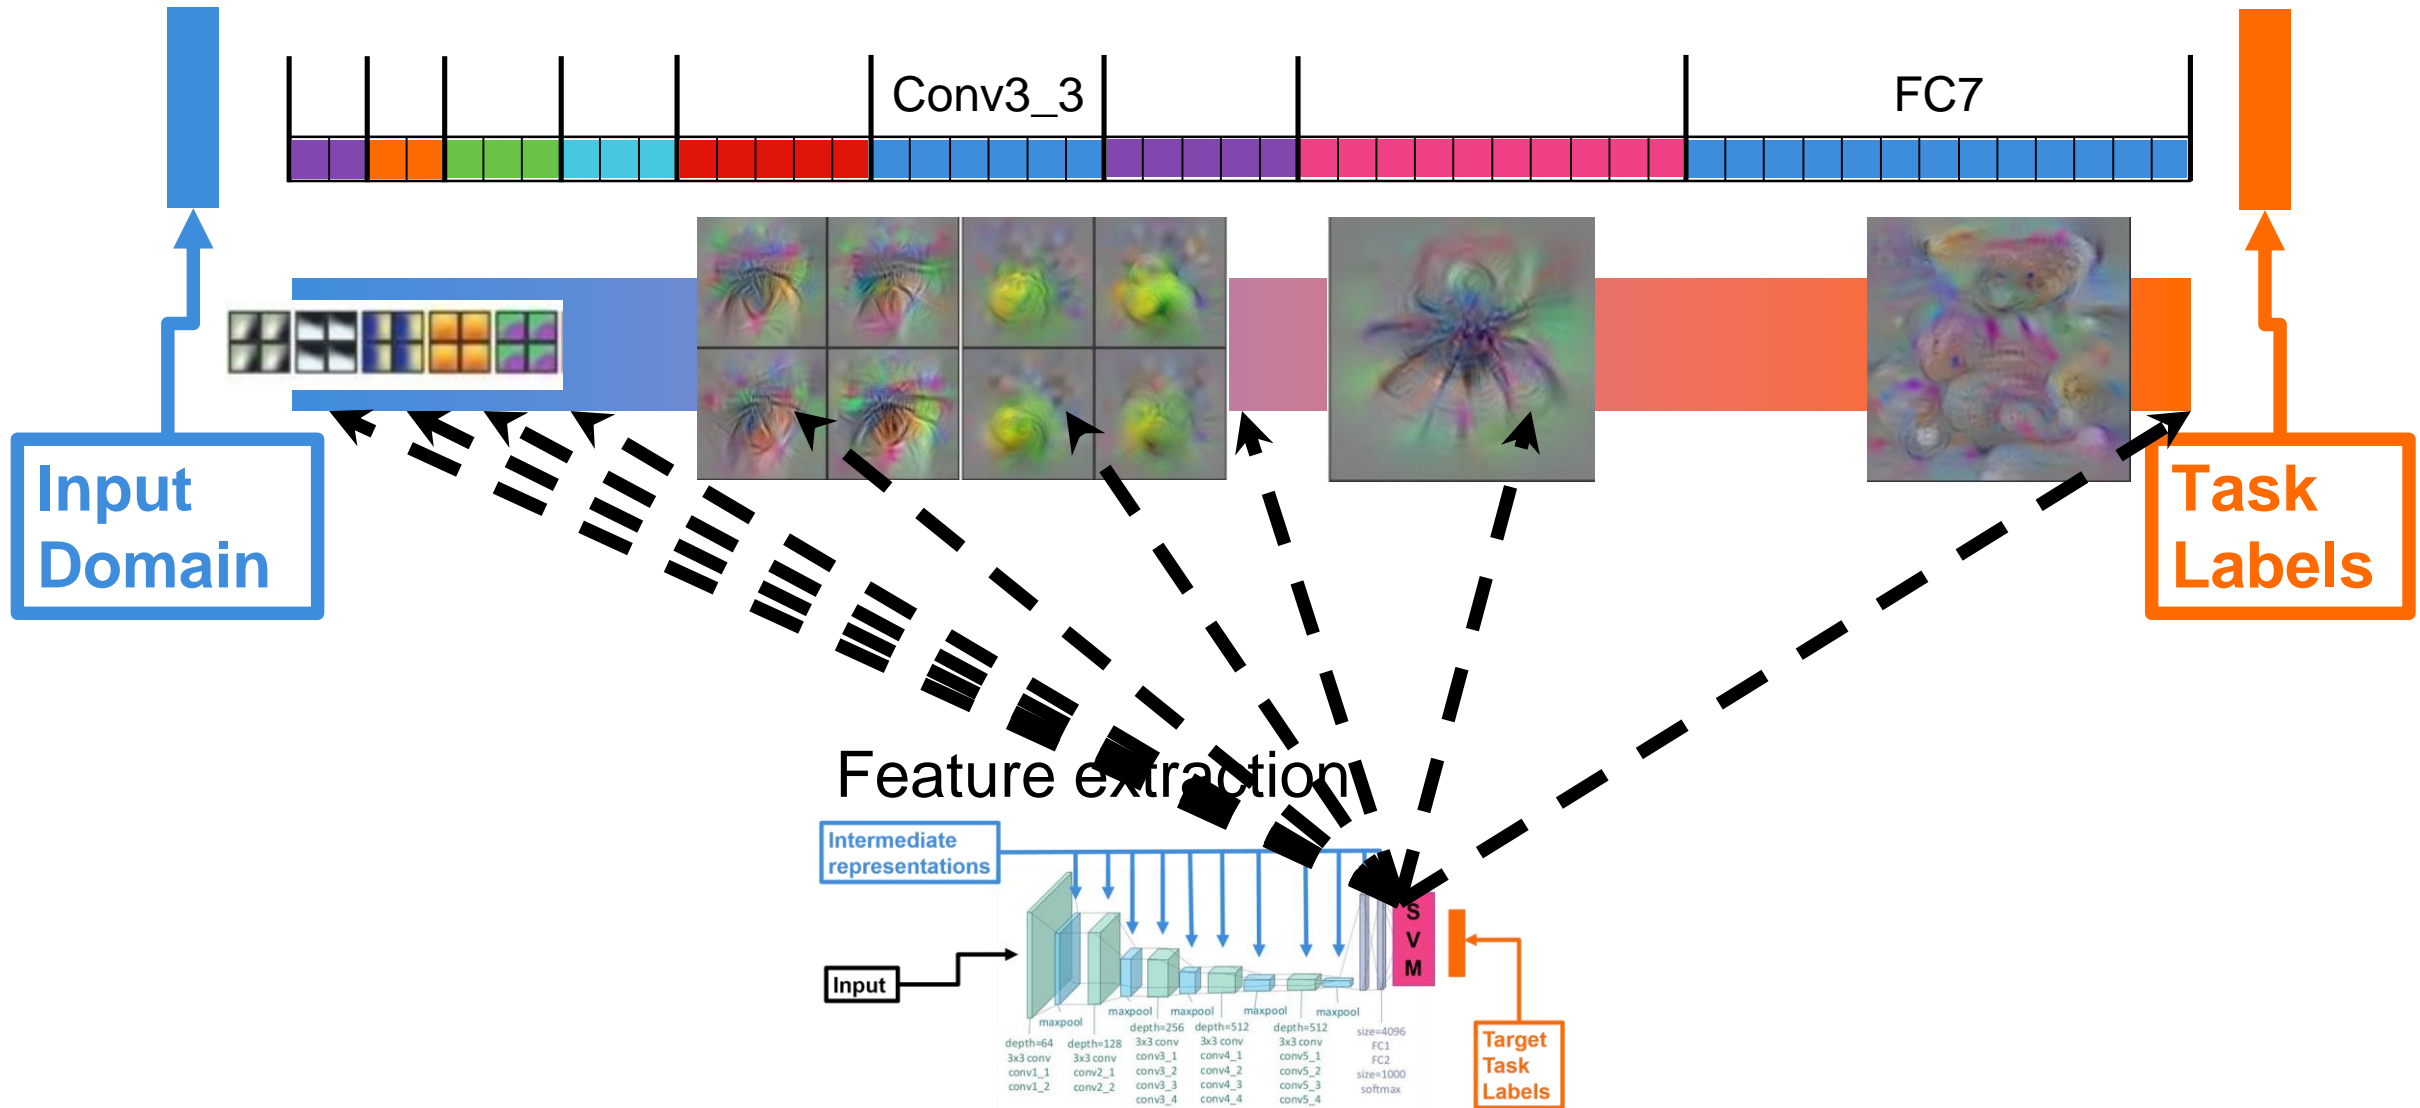 Conv3_3
FC7
Input
Domain
Task
Labels
Feature extraction
Intermediate
representations
Input
S
V
M
maxpool
maxpool
maxpool
maxpool
maxpool
depth=64
3x3 conv
conv1_1
conv1_2
depth=128
3x3 conv
conv2_1
conv2_2
depth=256
3x3 conv
conv3_1
conv3_2
conv3_3
conv3_4
depth=512
3x3 conv
conv4_1
conv4_2
conv4_3
conv4_4
depth=512
3x3 conv
conv5_1
conv5_2
conv5_3
conv5_4
size=4096
FC1
FC2
size=1000
softmax
Target
Task
Labels